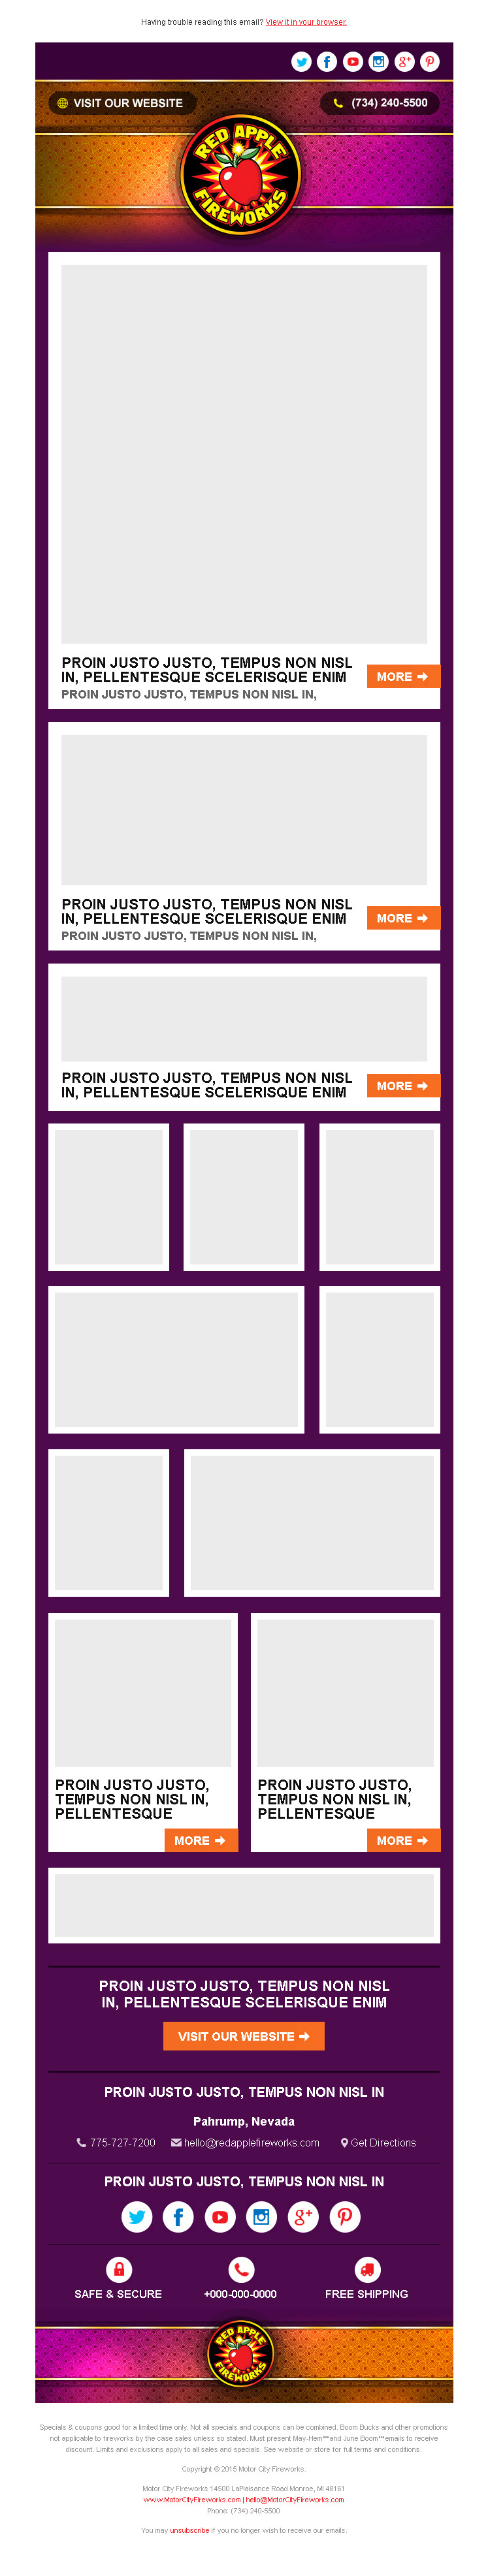 Having trouble reading this email? View it in your browser.
VISIT OUR WEBSITE
(734) 240-5500
RED APPLE
FIREWORKS
PROIN JUSTO JUSTO, TEMPUS NON NISL
IN, PELLENTESQUE SCELERISQUE ENIM
PROIN JUSTO JUSTO, TEMPUS NON NISL IN,
MORE
PROIN JUSTO JUSTO, TEMPUS NON NISL
IN, PELLENTESQUE SCELERISQUE ENIM
PROIN JUSTO JUSTO, TEMPUS NON NISL IN,
MORE
PROIN JUSTO JUSTO, TEMPUS NON NISL
IN, PELLENTESQUE SCELERISQUE ENIM
MORE
PROIN JUSTO JUSTO,
TEMPUS NON NISL IN,
PELLENTESQUE
MORE
PROIN JUSTO JUSTO,
TEMPUS NON NISL IN,
PELLENTESQUE
MORE
PROIN JUSTO JUSTO, TEMPUS NON NISL
IN, PELLENTESQUE SCELERISQUE ENIM
VISIT OUR WEBSITE
PROIN JUSTO JUSTO, TEMPUS NON NISL IN
Pahrump, Nevada
775-727-7200 hello@redapplefireworks.com Get Directions
PROIN JUSTO JUSTO, TEMPUS NON NISL IN
SAFE & SECURE
+000-000-0000
FREE SHIPPING
RED APPLE
FIREWORKS
Specials & coupons good for a limited time only. Not all specials and coupons can be combined. Boom Bucks and other promotions
not applicable to fireworks by the case sales unless so stated. Must present May-Hem™and June Boom™emails to receive
discount. Limits and exclusions apply to all sales and specials. See website or store for full terms and conditions.
Copyright © 2015 Motor City Fireworks.
Motor City Fireworks 14500 LaPlaisance Road Monroe, MI 48161
www.MotorCityFireworks.com | hello@MotorCityFireworks.com
Phone: (734) 240-5500
You may unsubscribe if you no longer wish to receive our emails.